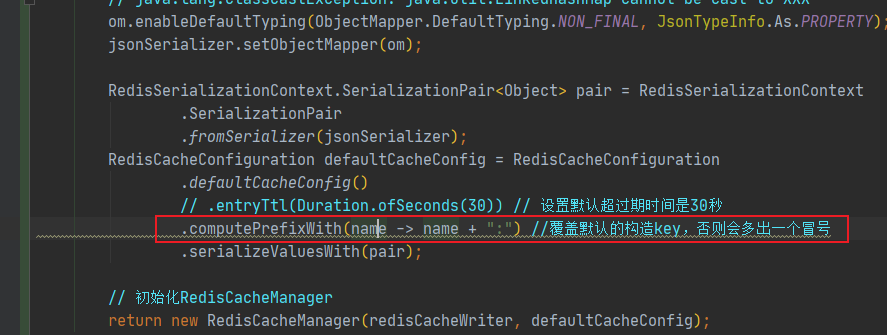 // java.lang.ClassCastException: java.util.LinkedHashMap cannot be cast to XXX
om.enableDefaultTyping(ObjectMapper.DefaultTyping.NON_FINAL, JsonTypeInfo.As.PROPERTY);
jsonSerializer.setObjectMapper(om);
RedisSerializationContext.SerializationPair<Object> pair = RedisSerializationContext
.SerializationPair
.fromSerializer(jsonSerializer);
RedisCacheConfiguration defaultCacheConfig = RedisCacheConfiguration
.defaultCacheConfig()
// .entryTtl(Duration.ofSeconds(30)) // 设置默认超过期时间是30秒
.computePrefixWith(name -> name + ":") //覆盖默认的构造key，否则会多出一个冒号
.serializeValuesWith(pair);
// 初始化RedisCacheManager
return new RedisCacheManager(redisCacheWriter, defaultCacheConfig);